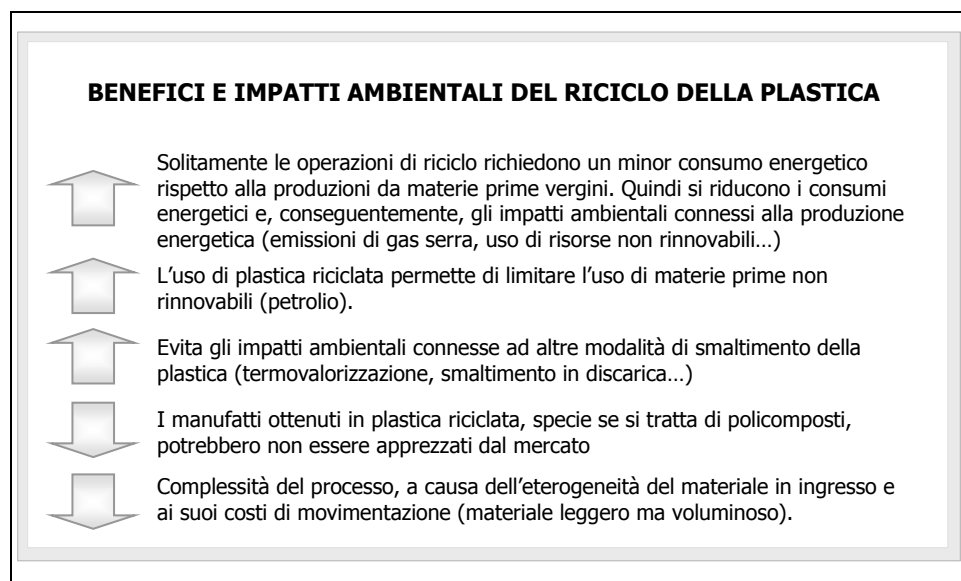 BENEFICI E IMPATTI AMBIENTALI DEL RICICLO DELLA PLASTICA
Solitamente le operazioni di riciclo richiedono un minor consumo energetico
rispetto alla produzioni da materie prime vergini. Quindi si riducono i consumi
energetici e, conseguentemente, gli impatti ambientali connessi alla produzione
energetica (emissioni di gas serra, uso di risorse non rinnovabili…)
L’uso di plastica riciclata permette di limitare l’uso di materie prime non
rinnovabili (petrolio).
Evita gli impatti ambientali connesse ad altre modalità di smaltimento della
plastica (termovalorizzazione, smaltimento in discarica…)
I manufatti ottenuti in plastica riciclata, specie se si tratta di policomposti,
potrebbero non essere apprezzati dal mercato
Complessità del processo, a causa dell’eterogeneità del materiale in ingresso e
ai suoi costi di movimentazione (materiale leggero ma voluminoso).